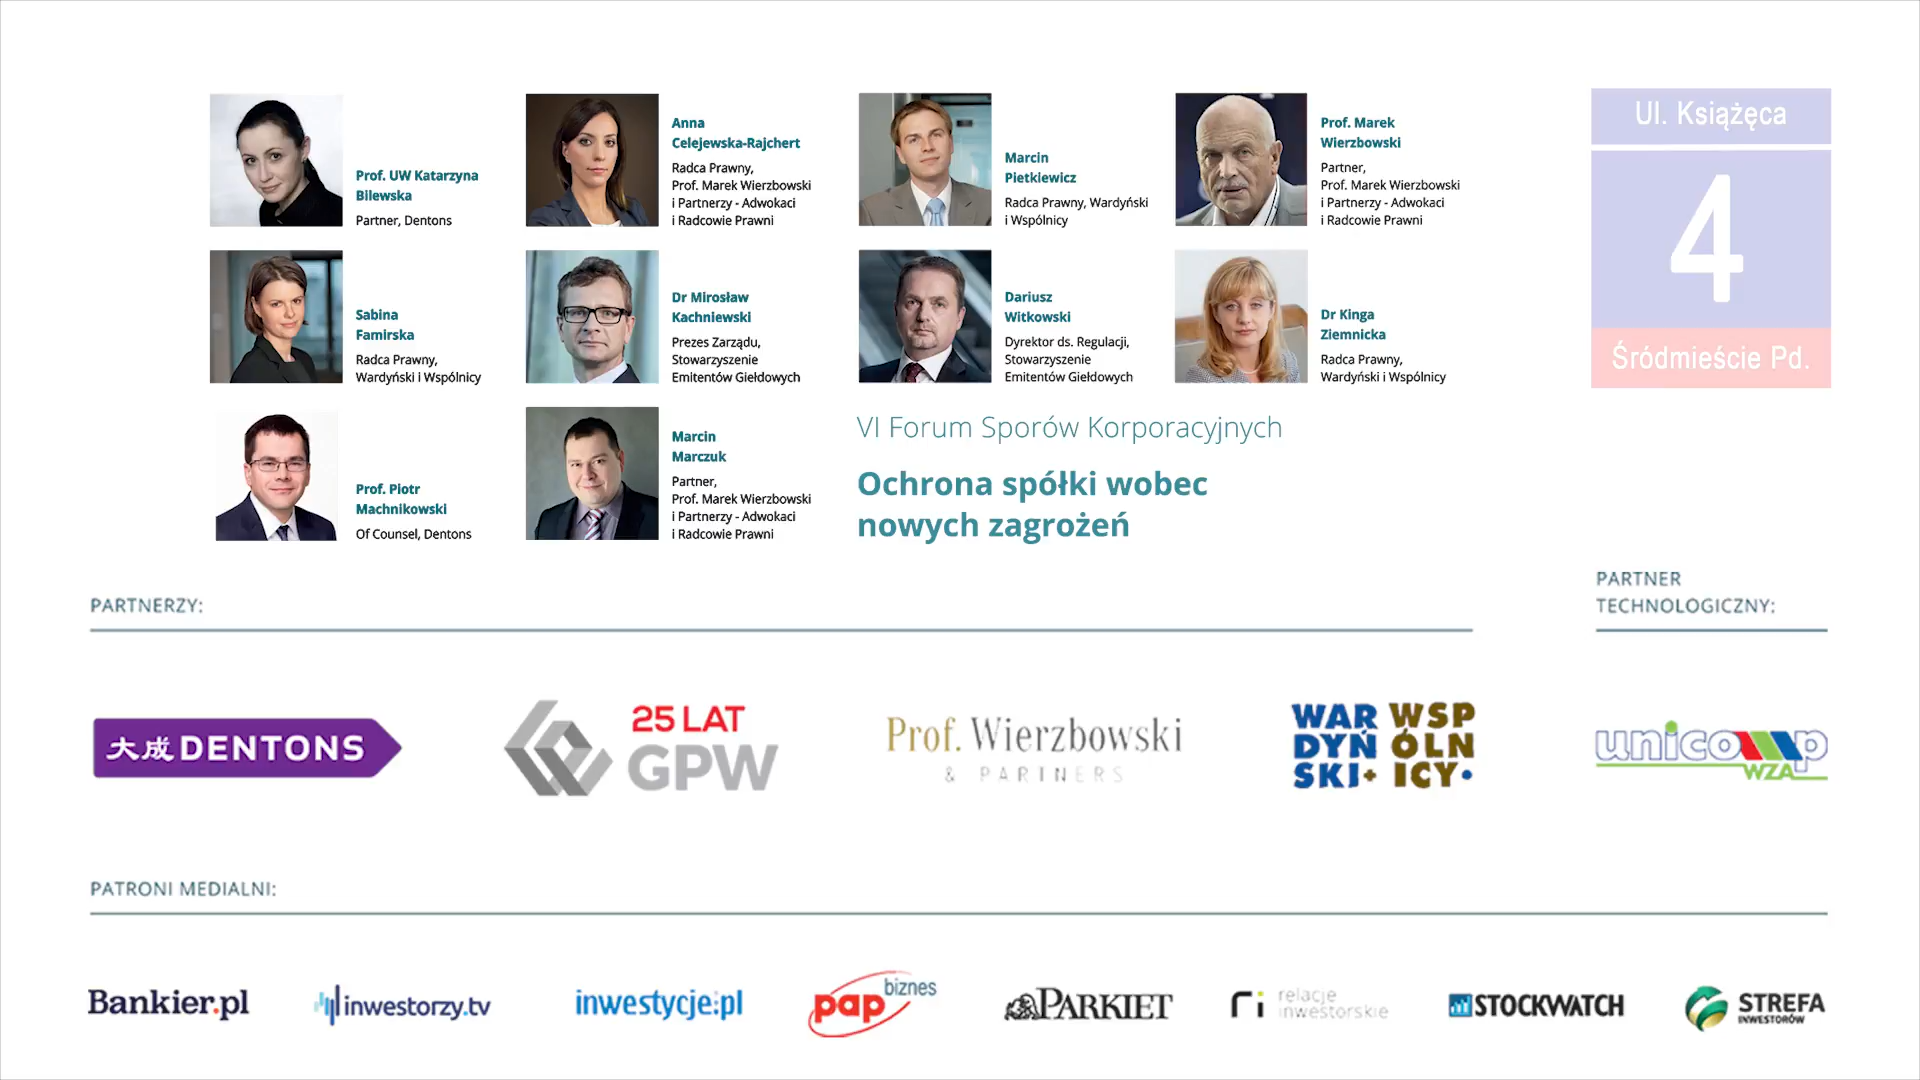 Prof. UW Katarzyna
Bilewska
Partner, Dentons
Anna
Celejewska-Rajchert
Radca Prawny,
Prof. Marek Wierzbowski
i Partnerzy - Adwokaci
i Radcowie Prawni
Marcin
Pietkiewicz
Radca Prawny, Wardyński
i Wspólnicy
Prof. Marek
Wierzbowski
Partner,
Prof. Marek Wierzbowski
i Partnerzy - Adwokaci
i Radcowie Prawni
Ul. Książęca
4
Śródmieście Pd.
Sabina
Famirska
Radca Prawny,
Wardyński i Wspólnicy
Dr Mirosław
Kachniewski
Prezes Zarządu,
Stowarzyszenie
Emitentów Giełdowych
Dariusz
Witkowski
Dyrektor ds. Regulacji,
Stowarzyszenie
Emitentów Giełdowych
Dr Kinga
Ziemnicka
Radca Prawny,
Wardyński i Wspólnicy
Prof. Piotr
Machnikowski
Of Counsel, Dentons
Marcin
Marczuk
Partner,
Prof. Marek Wierzbowski
i Partnerzy - Adwokaci
i Radcowie Prawni
VI Forum Sporów Korporacyjnych
Ochrona spółki wobec
nowych zagrożeń
PARTNERZY:
PARTNER
TECHNOLOGICZNY:
大成 DENTONS
25 LAT
GPW
Prof. Wierzbowski
& PARTNERS
WAR WSP
DYŃ ÓLN
SKI+ ICY•
unicomp
WZA
PATRONI MEDIALNI:
Bankier.pl
inwestorzy.tv
inwestycje.pl
pap biznes
PARKIET
ri relacje
inwestorskie
STOCKWATCH
STREFA
INWESTORÓW